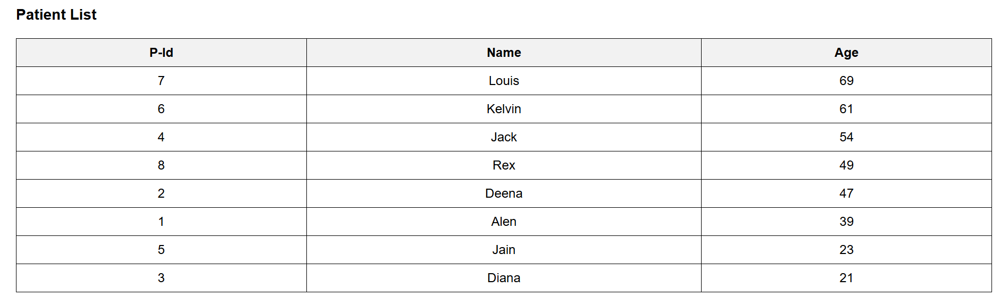 Patient List
P-Id Name Age
7 Louis 69
6 Kelvin 61
4 Jack 54
8 Rex 49
2 Deena 47
1 Alen 39
5 Jain 23
3 Diana 21